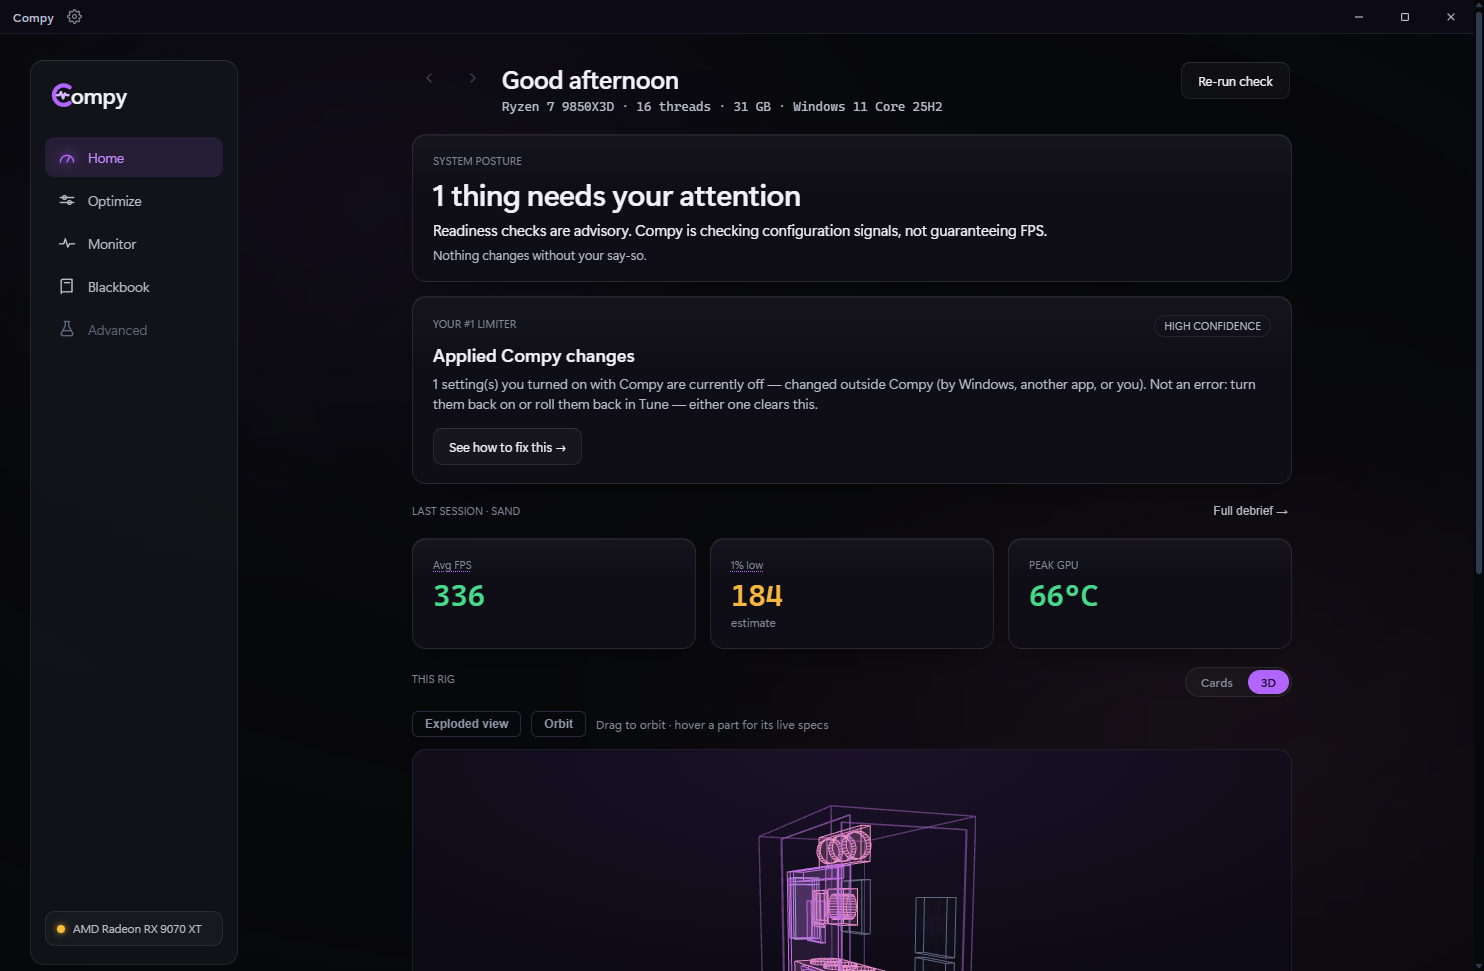 Compy
Compy
Home
Optimize
Monitor
Blackbook
Advanced
AMD Radeon RX 9070 XT
Good afternoon
Ryzen 7 9850X3D · 16 threads · 31 GB · Windows 11 Core 25H2
Re-run check
SYSTEM POSTURE
1 thing needs your attention
Readiness checks are advisory. Compy is checking configuration signals, not guaranteeing FPS.
Nothing changes without your say-so.
YOUR #1 LIMITER
HIGH CONFIDENCE
Applied Compy changes
1 setting(s) you turned on with Compy are currently off — changed outside Compy (by Windows, another app, or you). Not an error: turn
them back on or roll them back in Tune — either one clears this.
See how to fix this →
LAST SESSION · SAND
Full debrief →
Avg FPS
336
1% low
184
estimate
PEAK GPU
66°C
THIS RIG
Cards
3D
Exploded view
Orbit
Drag to orbit · hover a part for its live specs